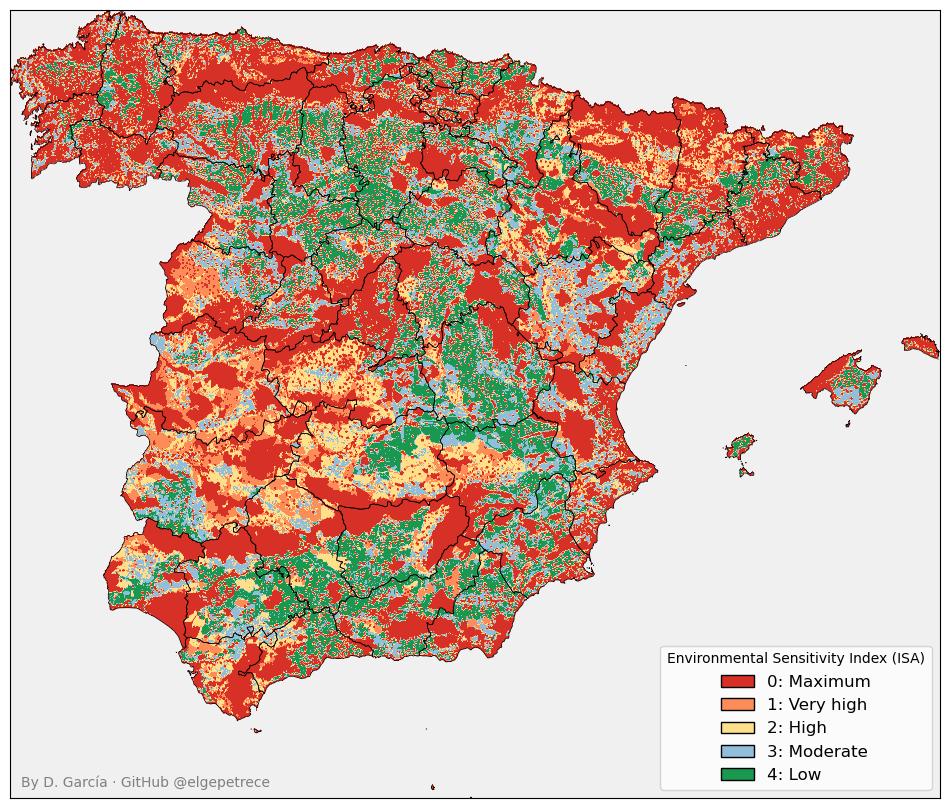 Environmental Sensitivity Index (ISA)
0: Maximum
1: Very high
2: High
3: Moderate
4: Low
By D. García · GitHub @elgepetrece